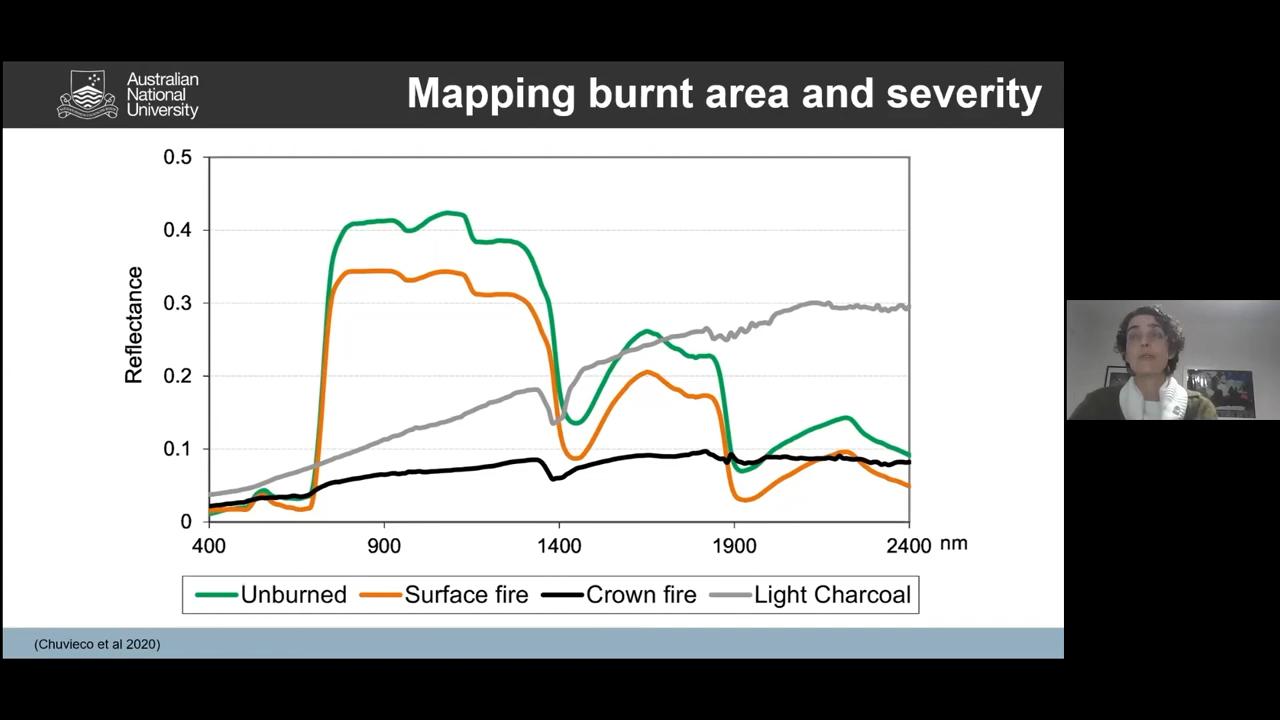 Australian
National
University
Mapping burnt area and severity
0.5
0.4
0.3
0.2
0.1
0
Reflectance
400 900 1400 1900 2400 nm
Unburned Surface fire Crown fire Light Charcoal
(Chuvieco et al 2020)